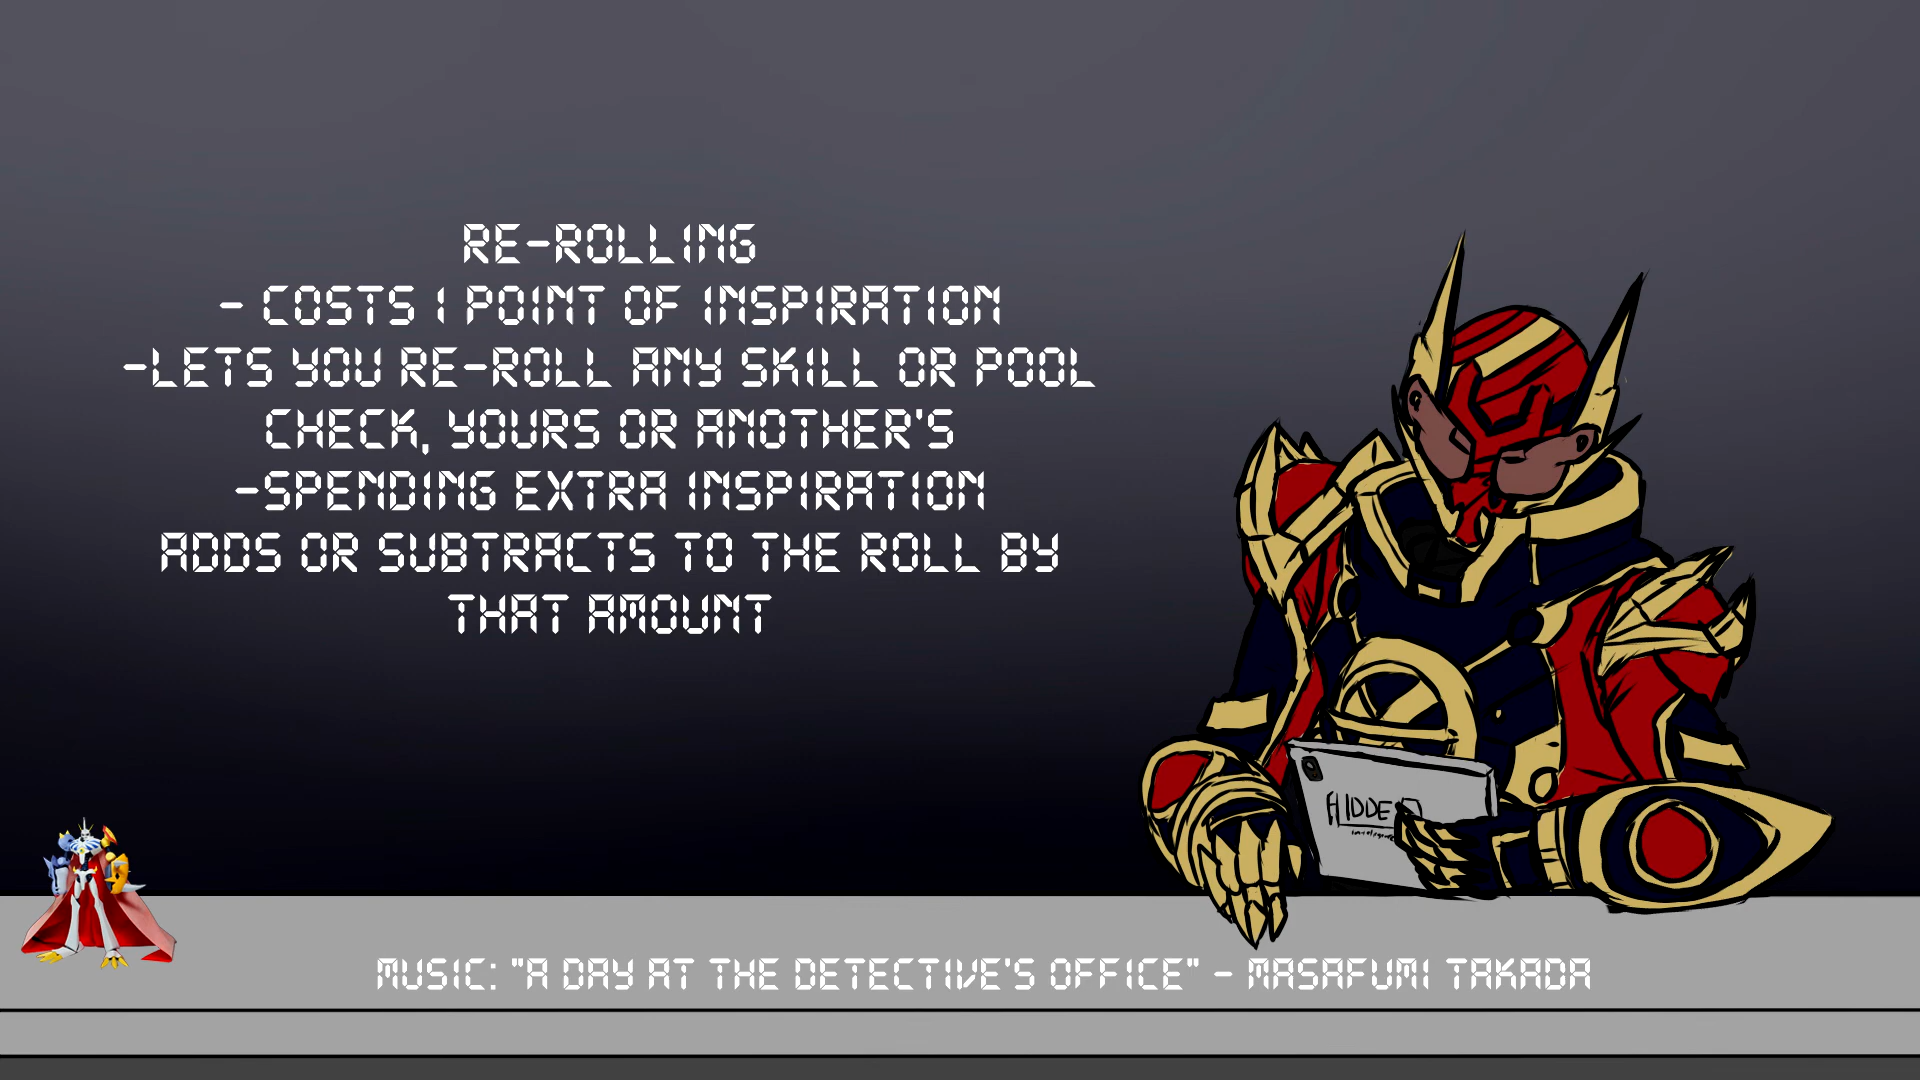 RE-ROLLING
- COSTS 1 POINT OF INSPIRATION
-LETS YOU RE-ROLL ANY SKILL OR POOL
CHECK, YOURS OR ANOTHER'S
-SPENDING EXTRA INSPIRATION
ADDS OR SUBTRACTS TO THE ROLL BY
THAT AMOUNT
HIDDE
MUSIC: "A DAY AT THE DETECTIVE'S OFFICE" - MASAFUMI TAKADA